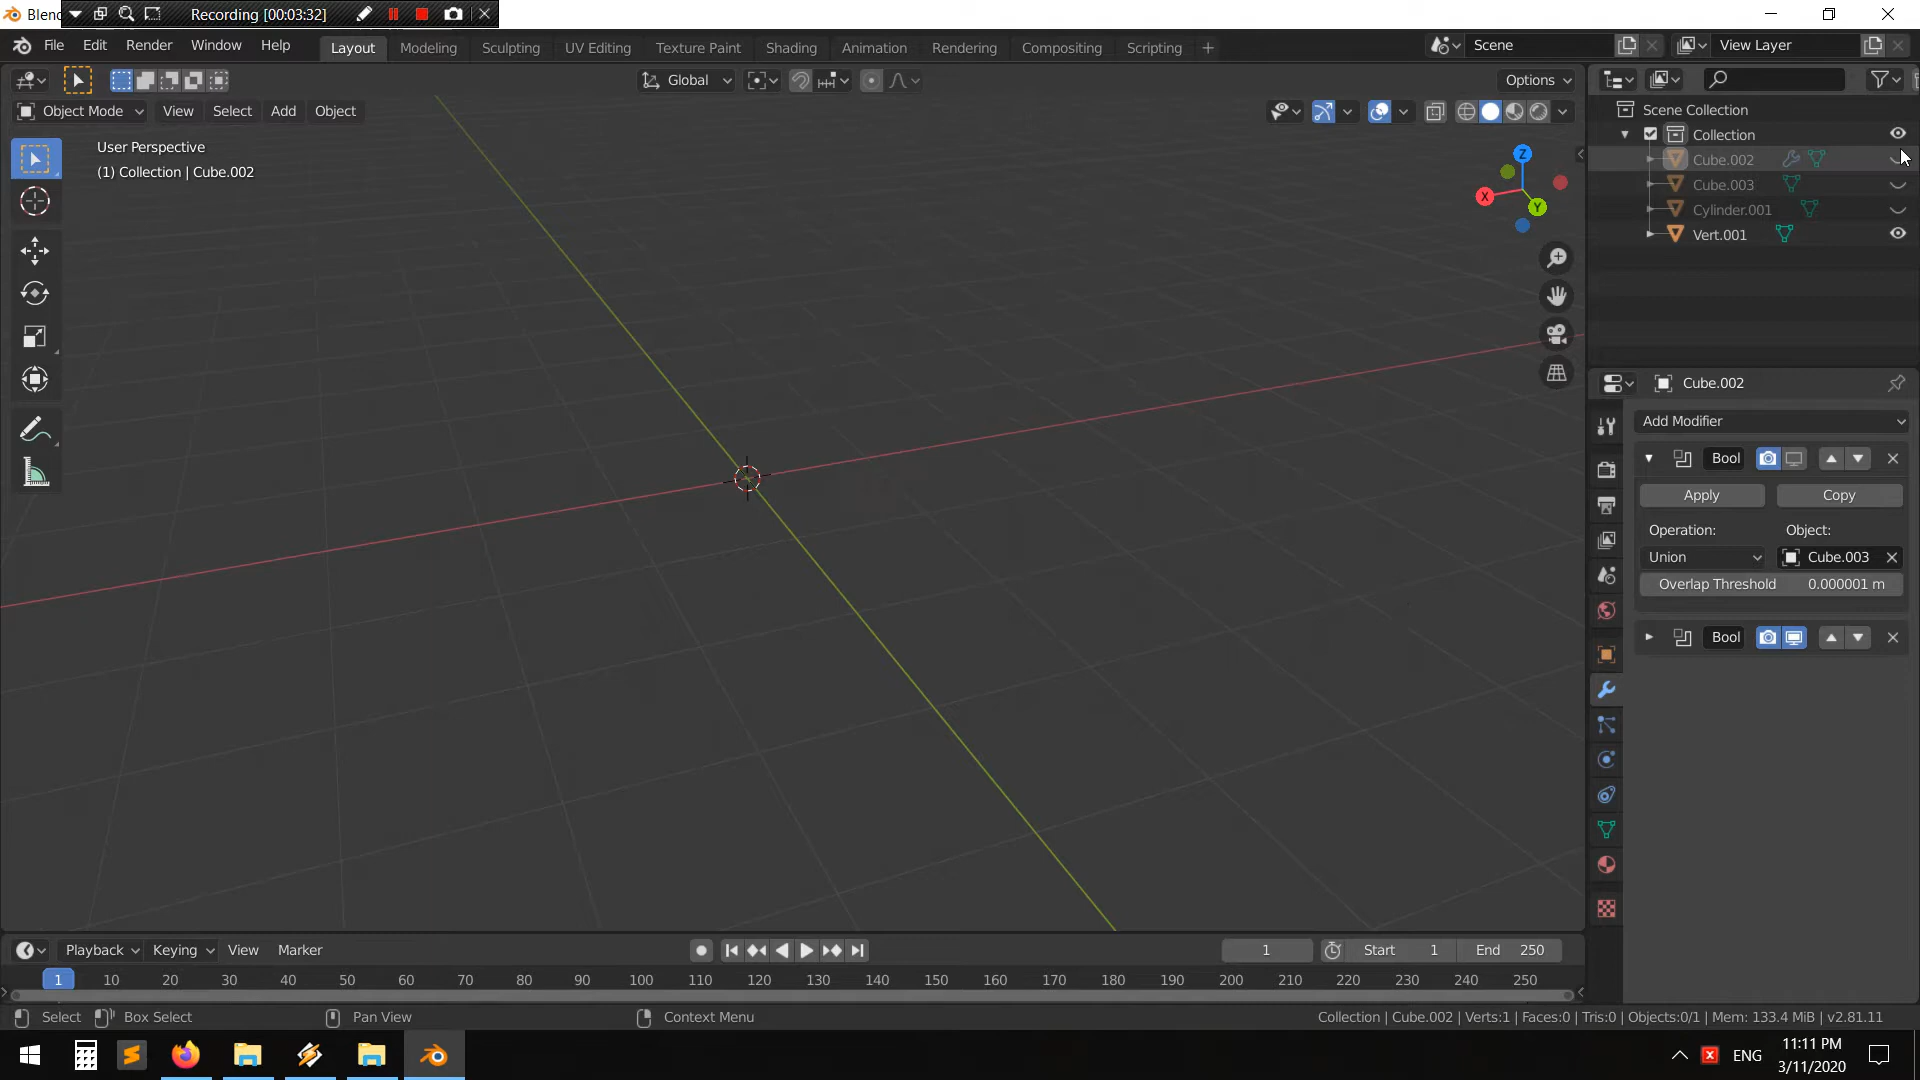 Blen
Recording [00:03:32]
File Edit Render Window Help
Layout Modeling Sculpting UV Editing Texture Paint Shading Animation Rendering Compositing Scripting +
Scene
View Layer
Global
Options
Object Mode View Select Add Object
User Perspective
(1) Collection | Cube.002
Z
X
Y
Scene Collection
Collection
Cube.002
Cube.003
Cylinder.001
Vert.001
Cube.002
Add Modifier
Bool
Apply Copy
Operation: Object:
Union Cube.003
Overlap Threshold 0.000001 m
Bool
Playback Keying View Marker
1 Start 1 End 250
1 10 20 30 40 50 60 70 80 90 100 110 120 130 140 150 160 170 180 190 200 210 220 230 240 250
Select Box Select Pan View Context Menu
Collection | Cube.002 | Verts:1 | Faces:0 | Tris:0 | Objects:0/1 | Mem: 133.4 MiB | v2.81.11
ENG
11:11 PM
3/11/2020